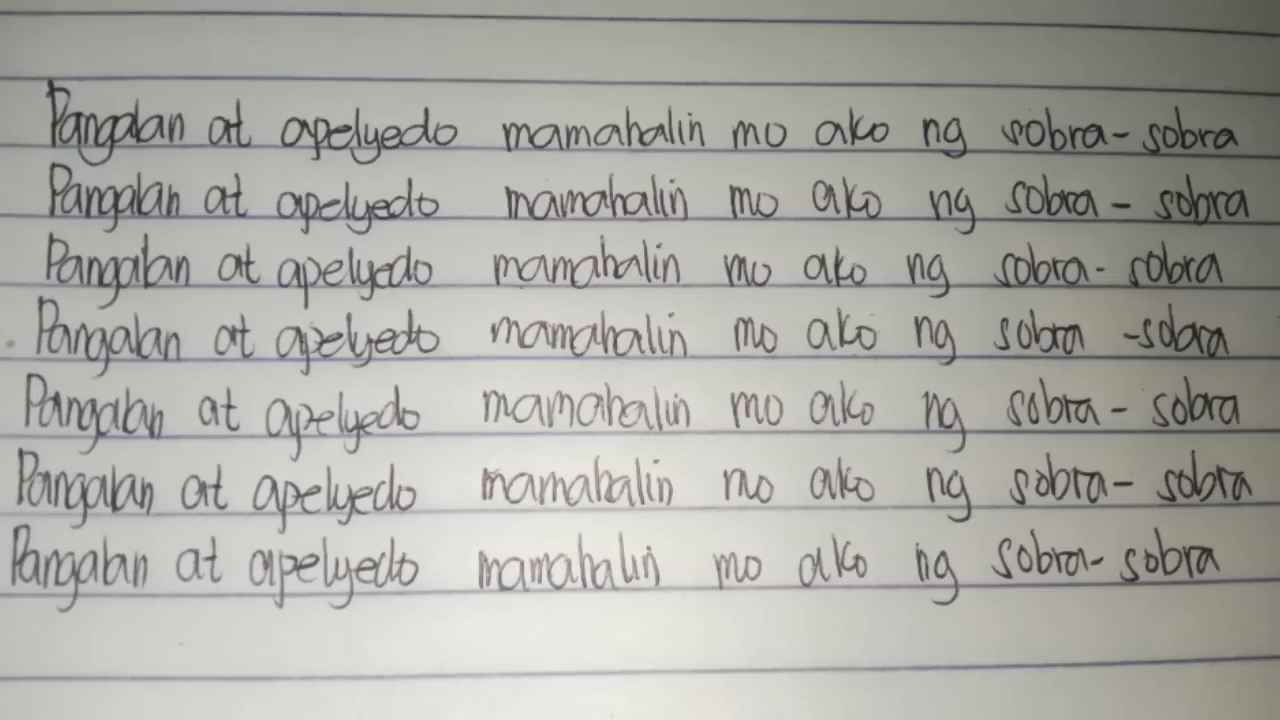 Pangalan at apelyedo mamahalin mo ako ng sobra-sobra
Pangalan at apelyedo mamahalin mo ako ng sobra - sobra
Pangalan at apelyedo mamahalin mo ako ng sobra- sobra
Pangalan at apelyedo mamahalin mo ako ng sobra -sobra
Pangalan at apelyedo mamahalin mo ako ng sobra - sobra
Pangalan at apelyedo mamahalin mo ako ng sobra - sobra
Pangalan at apelyedo mamahalin mo ako ng sobra- sobra